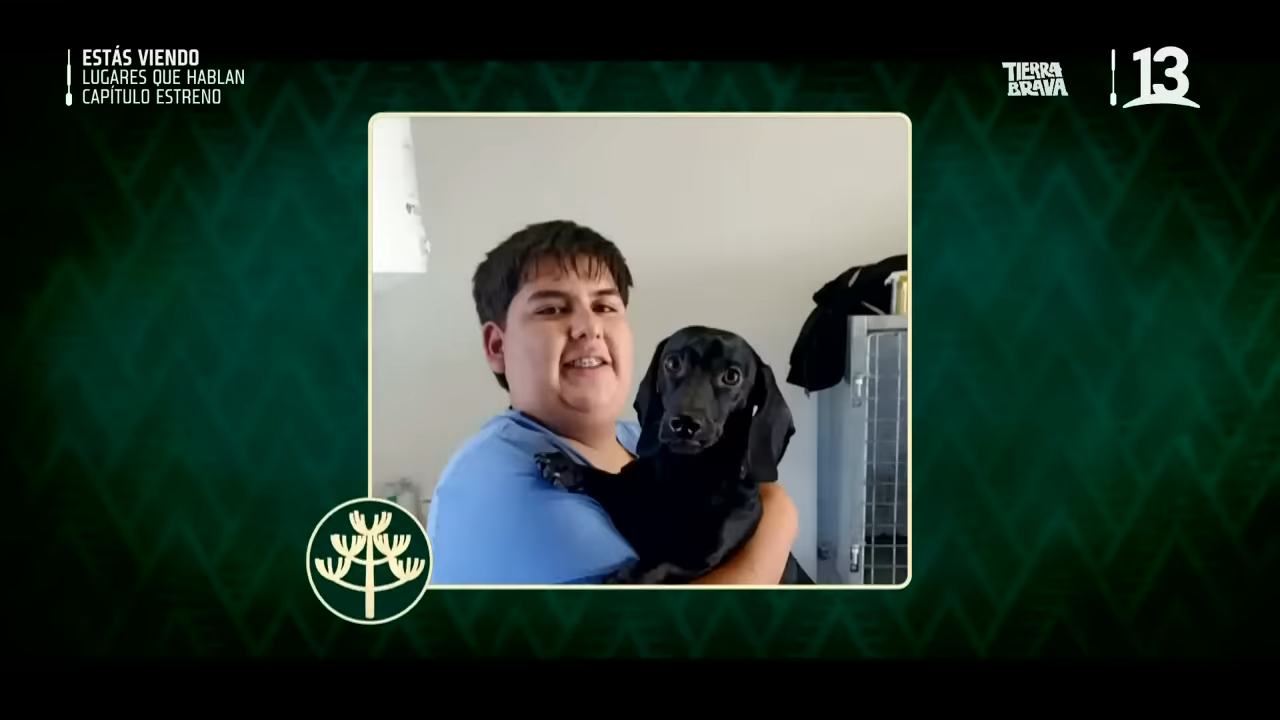 ESTÁS VIENDO
LUGARES QUE HABLAN
CAPÍTULO ESTRENO
TIERRA
BRAVA
13